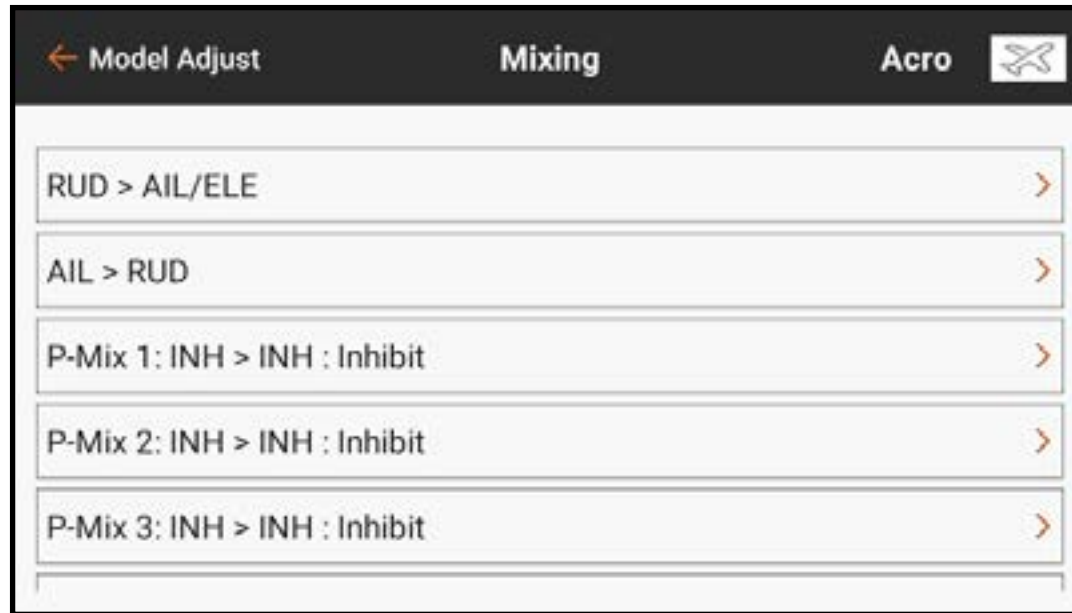 Model Adjust Mixing Acro
RUD > AIL/ELE
AIL > RUD
P-Mix 1: INH > INH : Inhibit
P-Mix 2: INH > INH : Inhibit
P-Mix 3: INH > INH : Inhibit